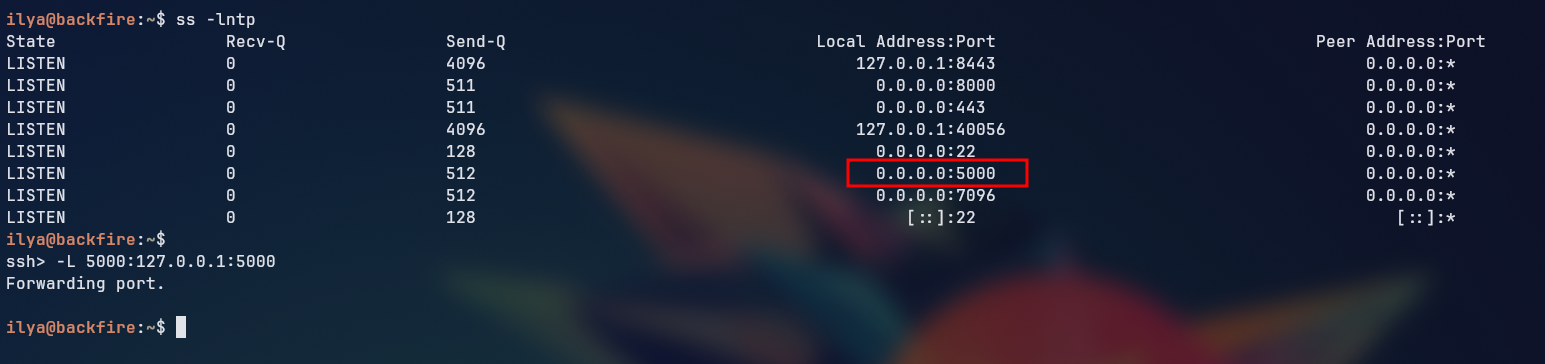 ilya@backfire:~$ ss -lntp
State Recv-Q Send-Q Local Address:Port Peer Address:Port
LISTEN 0 4096 127.0.0.1:8443 0.0.0.0:*
LISTEN 0 511 0.0.0.0:8000 0.0.0.0:*
LISTEN 0 511 0.0.0.0:443 0.0.0.0:*
LISTEN 0 4096 127.0.0.1:40056 0.0.0.0:*
LISTEN 0 128 0.0.0.0:22 0.0.0.0:*
LISTEN 0 512 0.0.0.0:5000 0.0.0.0:*
LISTEN 0 512 0.0.0.0:7096 0.0.0.0:*
LISTEN 0 128 [::]:22 [::]:*
ilya@backfire:~$
ssh> -L 5000:127.0.0.1:5000
Forwarding port.
ilya@backfire:~$